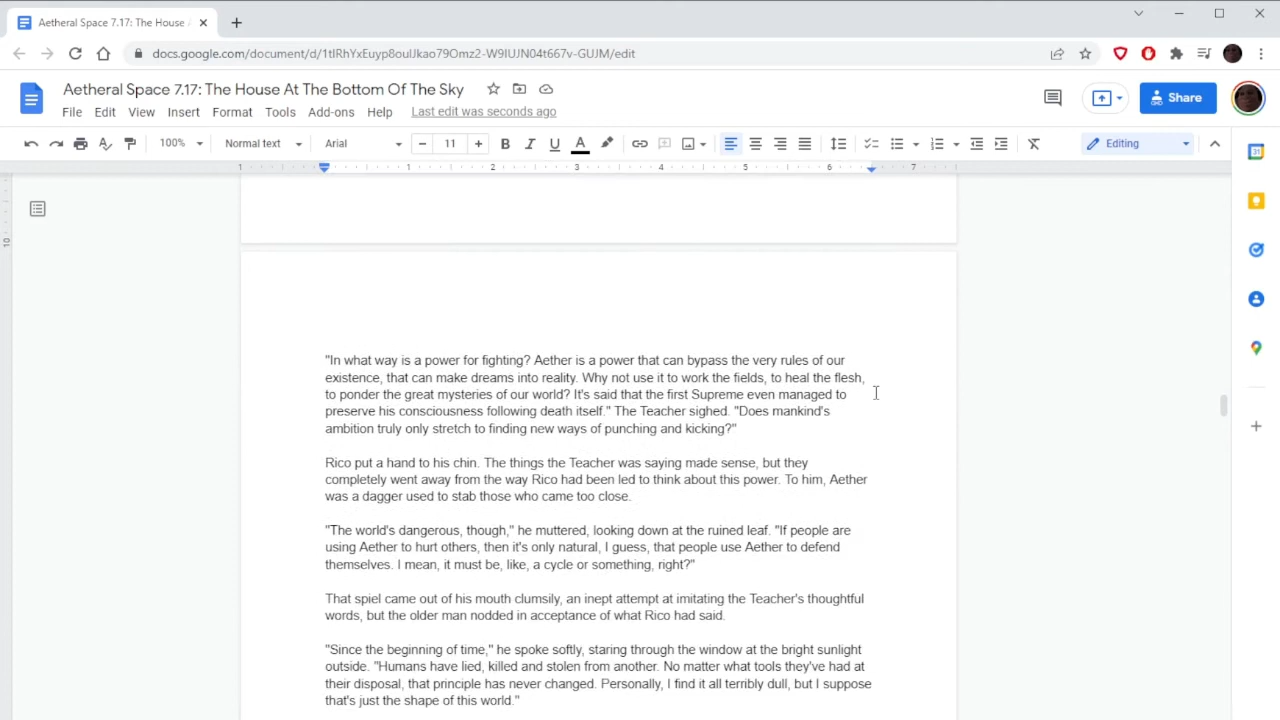 Aetheral Space 7.17: The House A
docs.google.com/document/d/1tlRhYxEuyp8oulJkao79Omz2-W9IUJN04t667v-GUJM/edit
Aetheral Space 7.17: The House At The Bottom Of The Sky
File Edit View Insert Format Tools Add-ons Help Last edit was seconds ago
Share
100% Normal text Arial 11 Editing
1 1 2 3 4 5 6 7
10
"In what way is a power for fighting? Aether is a power that can bypass the very rules of our
existence, that can make dreams into reality. Why not use it to work the fields, to heal the flesh,
to ponder the great mysteries of our world? It's said that the first Supreme even managed to
preserve his consciousness following death itself." The Teacher sighed. "Does mankind's
ambition truly only stretch to finding new ways of punching and kicking?"
Rico put a hand to his chin. The things the Teacher was saying made sense, but they
completely went away from the way Rico had been led to think about this power. To him, Aether
was a dagger used to stab those who came too close.
"The world's dangerous, though," he muttered, looking down at the ruined leaf. "If people are
using Aether to hurt others, then it's only natural, I guess, that people use Aether to defend
themselves. I mean, it must be, like, a cycle or something, right?"
That spiel came out of his mouth clumsily, an inept attempt at imitating the Teacher's thoughtful
words, but the older man nodded in acceptance of what Rico had said.
"Since the beginning of time," he spoke softly, staring through the window at the bright sunlight
outside. "Humans have lied, killed and stolen from another. No matter what tools they've had at
their disposal, that principle has never changed. Personally, I find it all terribly dull, but I suppose
that's just the shape of this world."